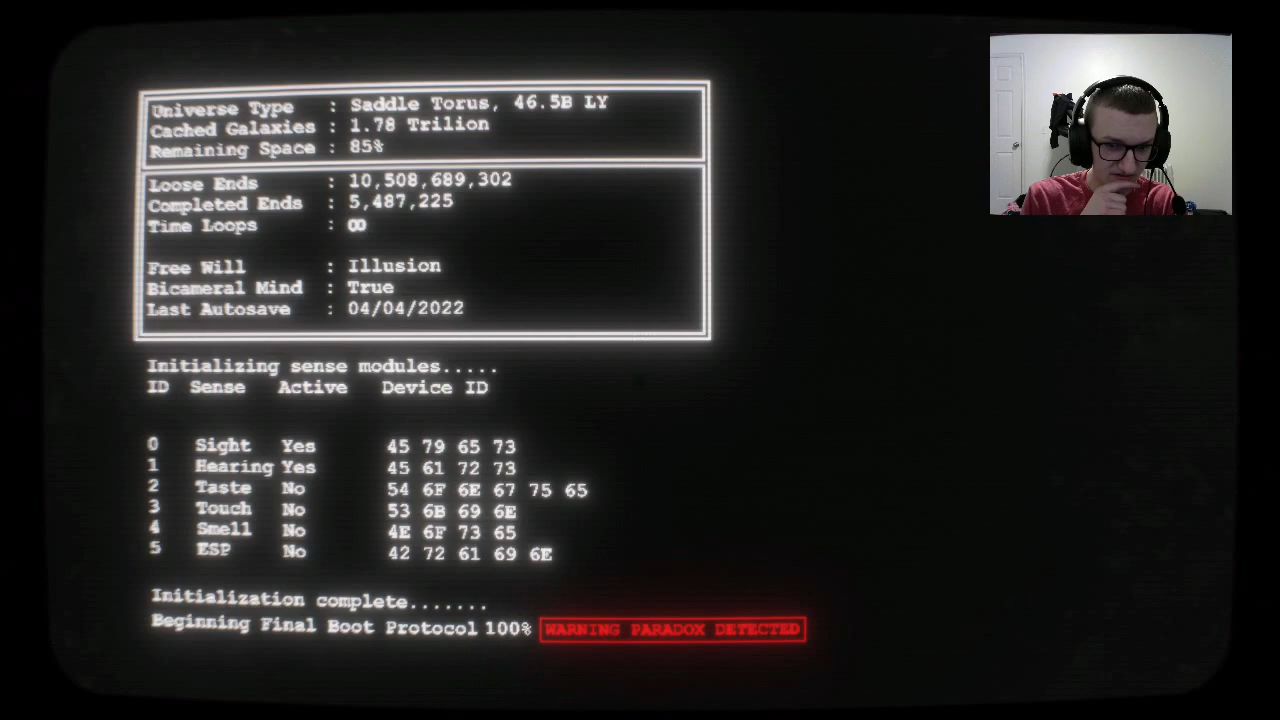 Universe Type : Saddle Torus, 46.5B LY
Cached Galaxies : 1.78 Trilion
Remaining Space : 85%
Loose Ends : 10,508,689,302
Completed Ends : 5,487,225
Time Loops : ∞
Free Will : Illusion
Bicameral Mind : True
Last Autosave : 04/04/2022
Initializing sense modules.....
ID Sense Active Device ID
0 Sight Yes 45 79 65 73
1 Hearing Yes 45 61 72 73
2 Taste No 54 6F 6E 67 75 65
3 Touch No 53 6B 69 6E
4 Smell No 4E 6F 73 65
5 ESP No 42 72 61 69 6E
Initialization complete.......
Beginning Final Boot Protocol 100% WARNING PARADOX DETECTED